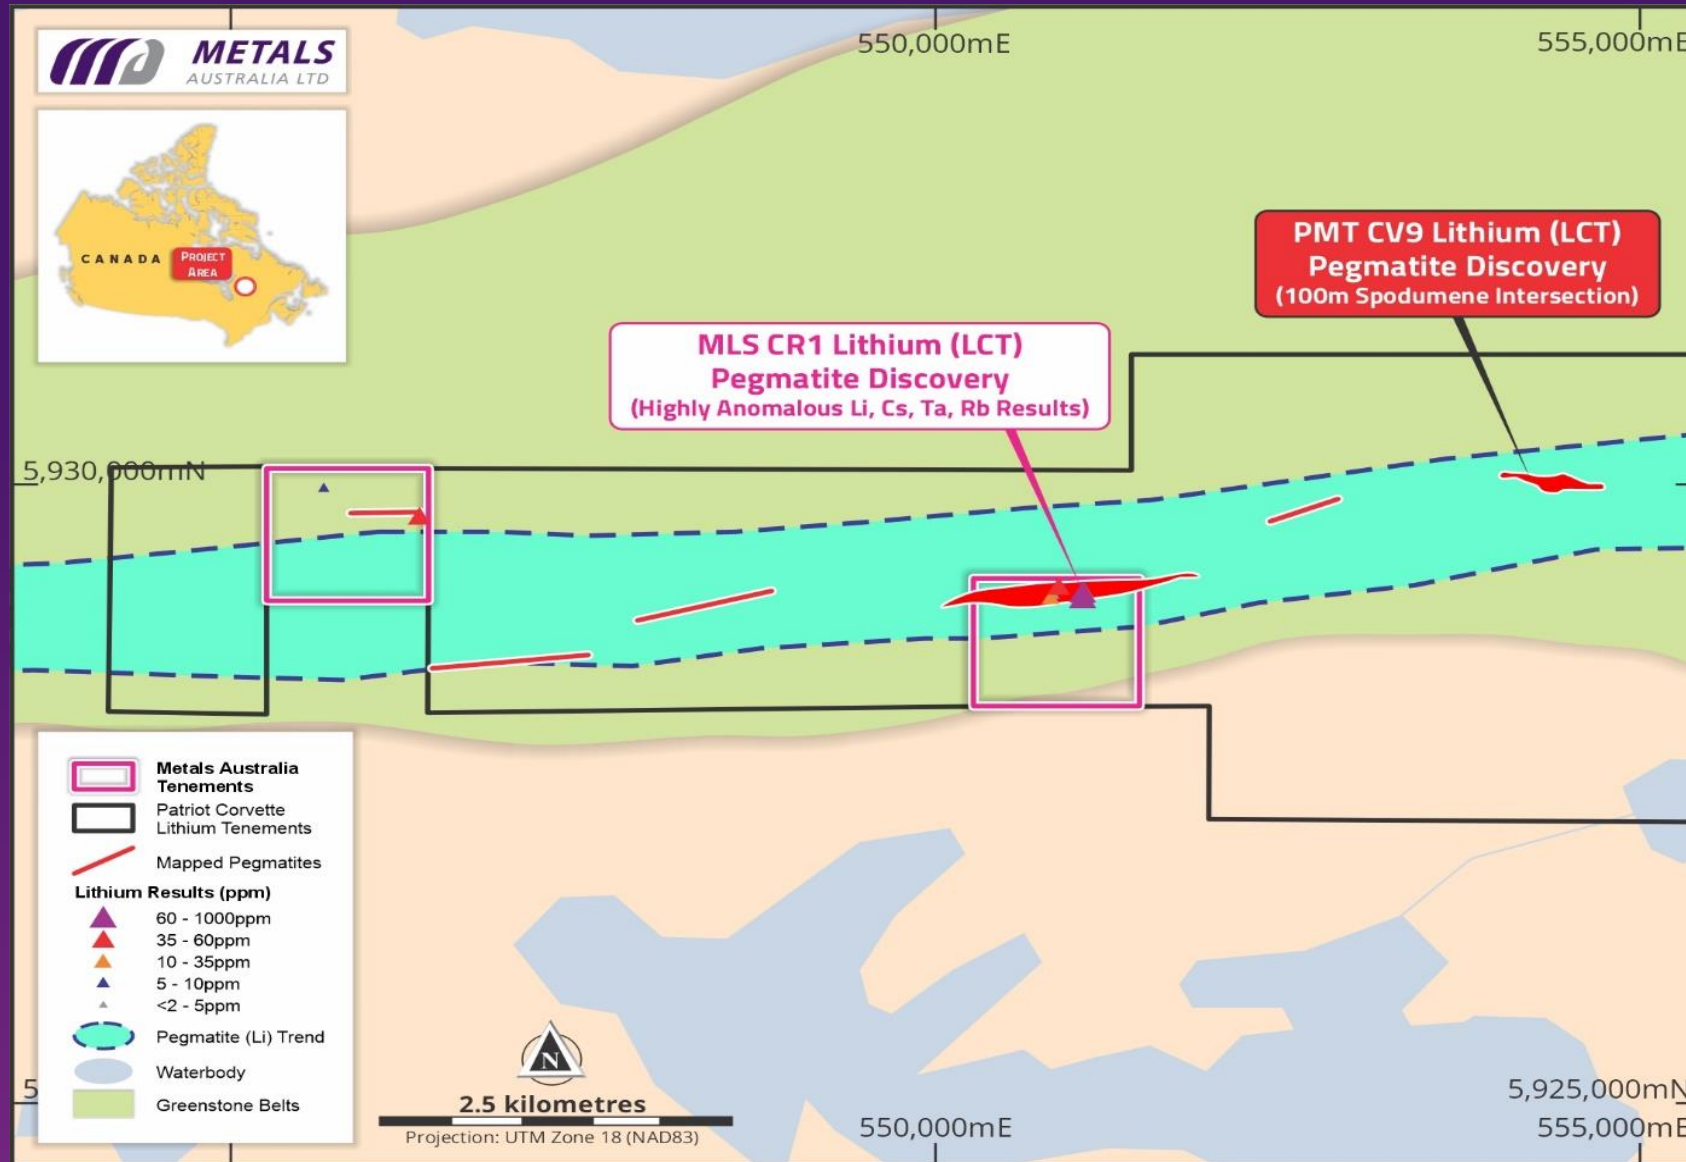 METALS
AUSTRALIA LTD
550,000mE
555,000mE
CANADA
PROJECT
AREA
PMT CV9 Lithium (LCT)
Pegmatite Discovery
(100m Spodumene Intersection)
MLS CR1 Lithium (LCT)
Pegmatite Discovery
(Highly Anomalous Li, Cs, Ta, Rb Results)
5,930,000mN
Metals Australia
Tenements
Patriot Corvette
Lithium Tenements
Mapped Pegmatites
Lithium Results (ppm)
60 - 1000ppm
35 - 60ppm
10 - 35ppm
5 - 10ppm
<2 - 5ppm
Pegmatite (Li) Trend
Waterbody
Greenstone Belts
5
N
2.5 kilometres
Projection: UTM Zone 18 (NAD83)
5,925,000mN
550,000mE
555,000mE